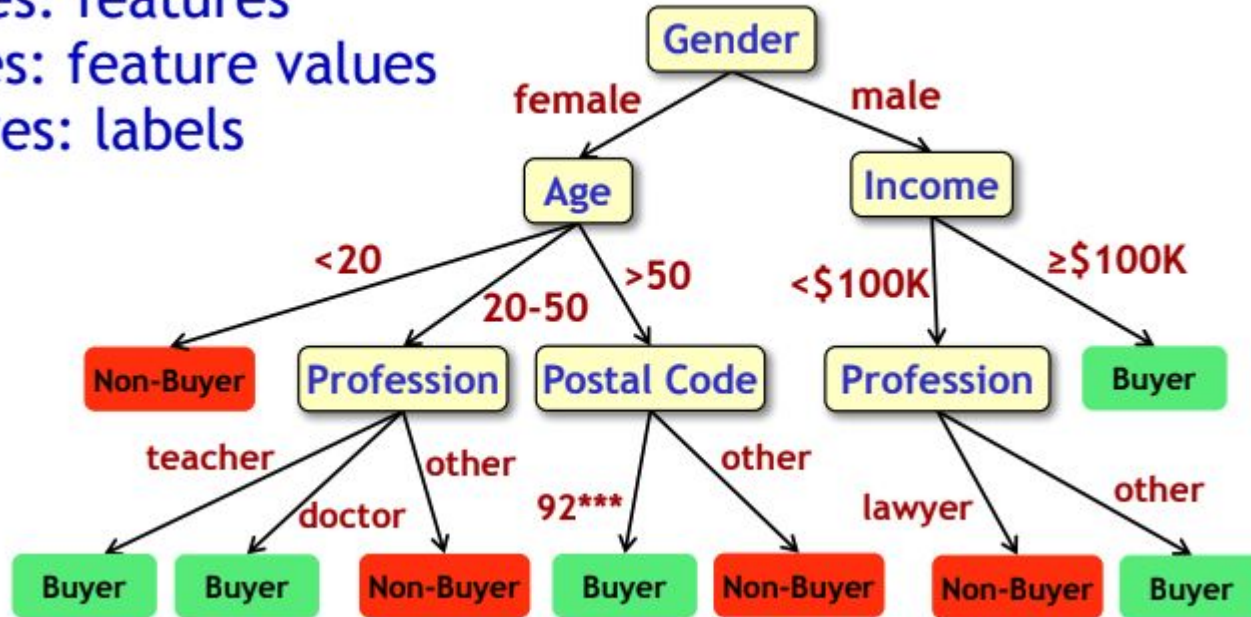 es: features
es: feature values
es: labels
Gender
female
male
Age
Income
<20
20-50
>50
<$100K
≥$100K
Non-Buyer
Profession
Postal Code
Profession
Buyer
teacher
doctor
other
92***
other
lawyer
other
Buyer
Buyer
Non-Buyer
Buyer
Non-Buyer
Non-Buyer
Buyer